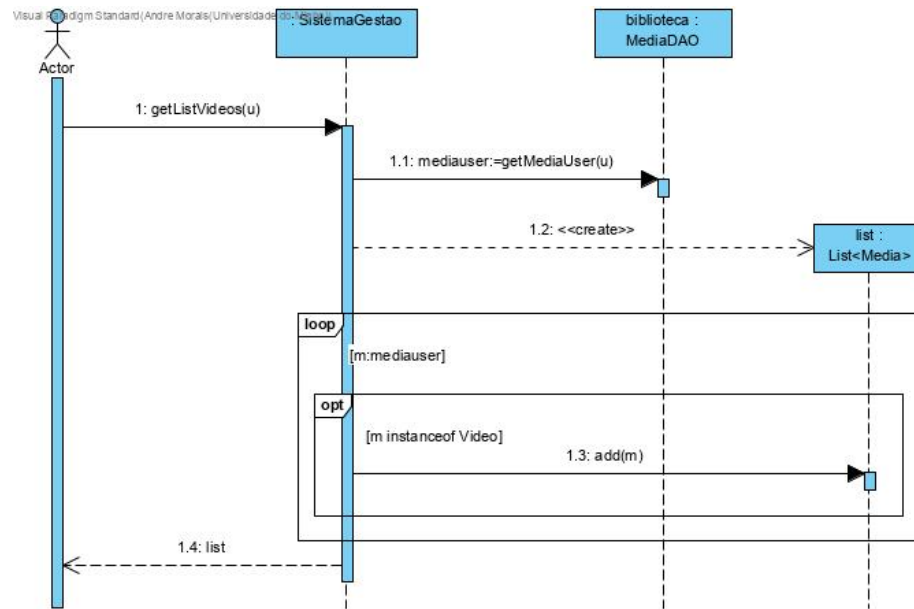 Visual Paradigm Standard(Andre Morais(Universidade do Minho))
: SistemaGestao
biblioteca :
MediaDAO
Actor
1: getListVideos(u)
1.1: mediauser:=getMediaUser(u)
1.2: <<create>>
list :
List<Media>
loop
[m:mediauser]
opt
[m instanceof Video]
1.3: add(m)
1.4: list